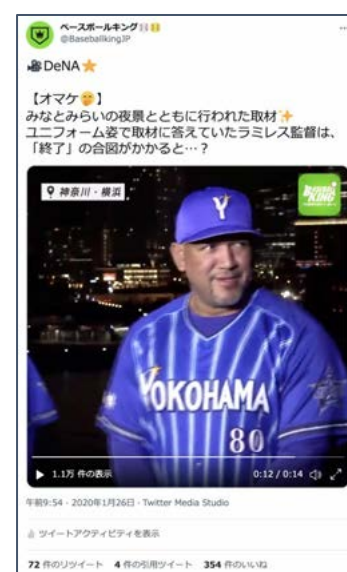 ベースボールキング
@BaseballkingJP
DeNA
【オマケ】
みなとみらいの夜景とともに行われた取材
ユニフォーム姿で取材に答えていたラミレス監督は、
「終了」の合図がかかると…？
神奈川・横浜
BASEBALL KING
Y
YOKOHAMA
80
1.1万 件の表示
0:12 / 0:14
午前9:54 · 2020年1月26日 · Twitter Media Studio
ツイートアクティビティを表示
72 件のリツイート 4 件の引用ツイート 354 件のいいね